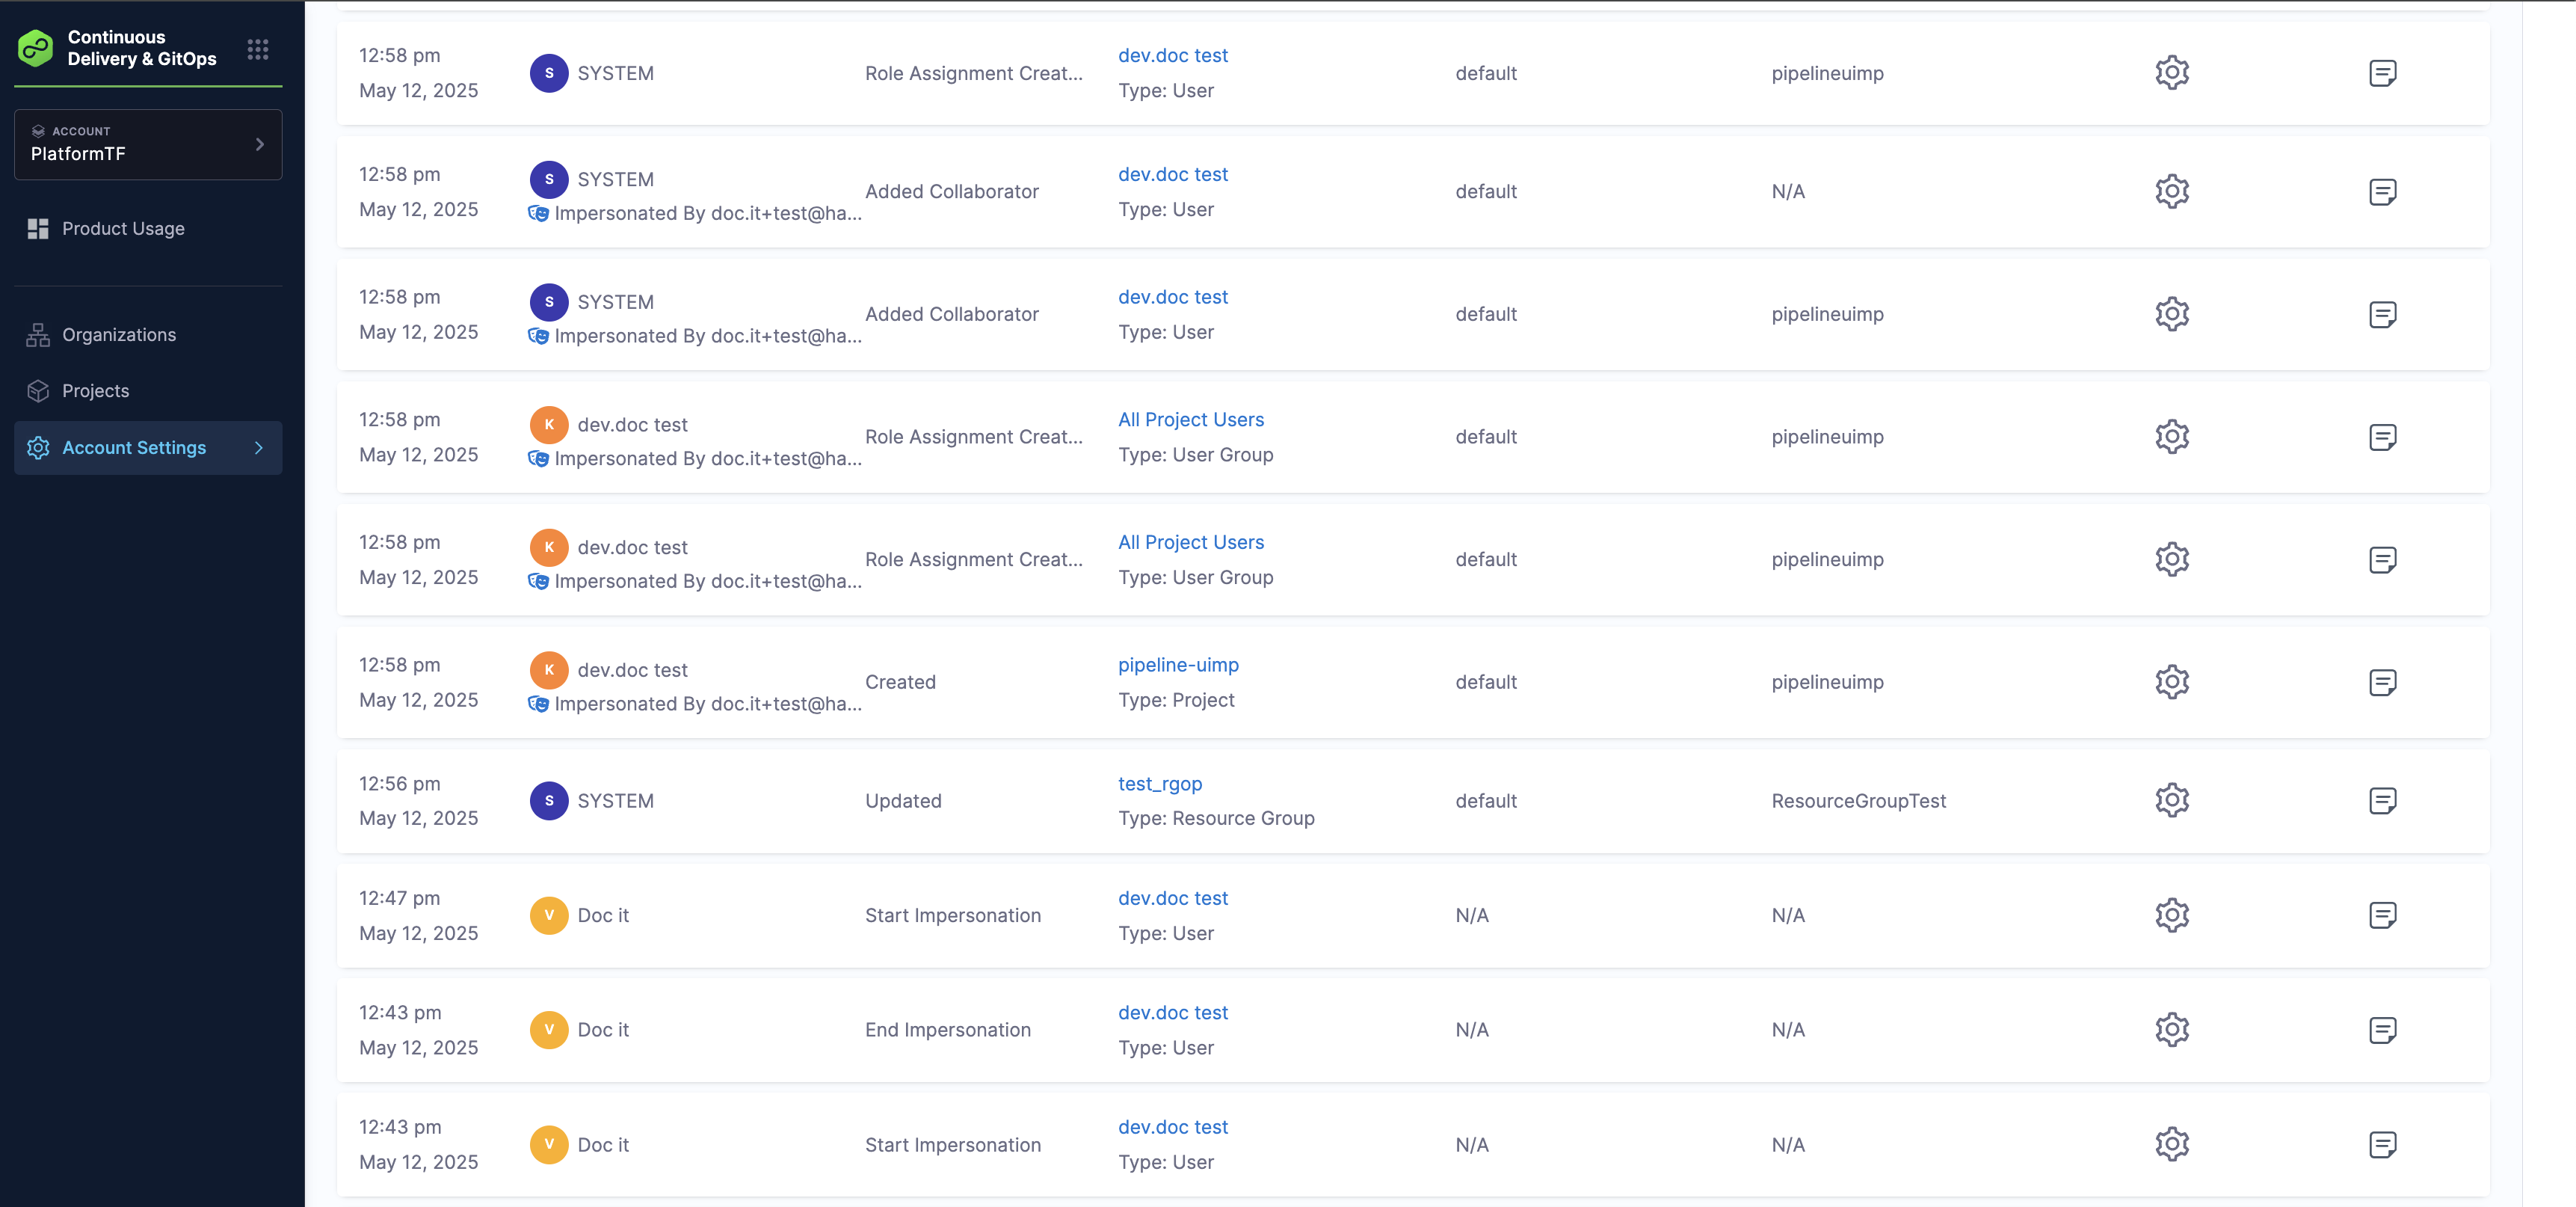 Continuous
Delivery & GitOps
ACCOUNT
PlatformTF
Product Usage
Organizations
Projects
Account Settings
12:58 pm
May 12, 2025
S SYSTEM
Role Assignment Creat...
dev.doc test
Type: User
default
pipelineuimp
12:58 pm
May 12, 2025
S SYSTEM
Impersonated By doc.it+test@ha...
Added Collaborator
dev.doc test
Type: User
default
N/A
12:58 pm
May 12, 2025
S SYSTEM
Impersonated By doc.it+test@ha...
Added Collaborator
dev.doc test
Type: User
default
pipelineuimp
12:58 pm
May 12, 2025
K dev.doc test
Impersonated By doc.it+test@ha...
Role Assignment Creat...
All Project Users
Type: User Group
default
pipelineuimp
12:58 pm
May 12, 2025
K dev.doc test
Impersonated By doc.it+test@ha...
Role Assignment Creat...
All Project Users
Type: User Group
default
pipelineuimp
12:58 pm
May 12, 2025
K dev.doc test
Impersonated By doc.it+test@ha...
Created
pipeline-uimp
Type: Project
default
pipelineuimp
12:56 pm
May 12, 2025
S SYSTEM
Updated
test_rgop
Type: Resource Group
default
ResourceGroupTest
12:47 pm
May 12, 2025
V Doc it
Start Impersonation
dev.doc test
Type: User
N/A
N/A
12:43 pm
May 12, 2025
V Doc it
End Impersonation
dev.doc test
Type: User
N/A
N/A
12:43 pm
May 12, 2025
V Doc it
Start Impersonation
dev.doc test
Type: User
N/A
N/A